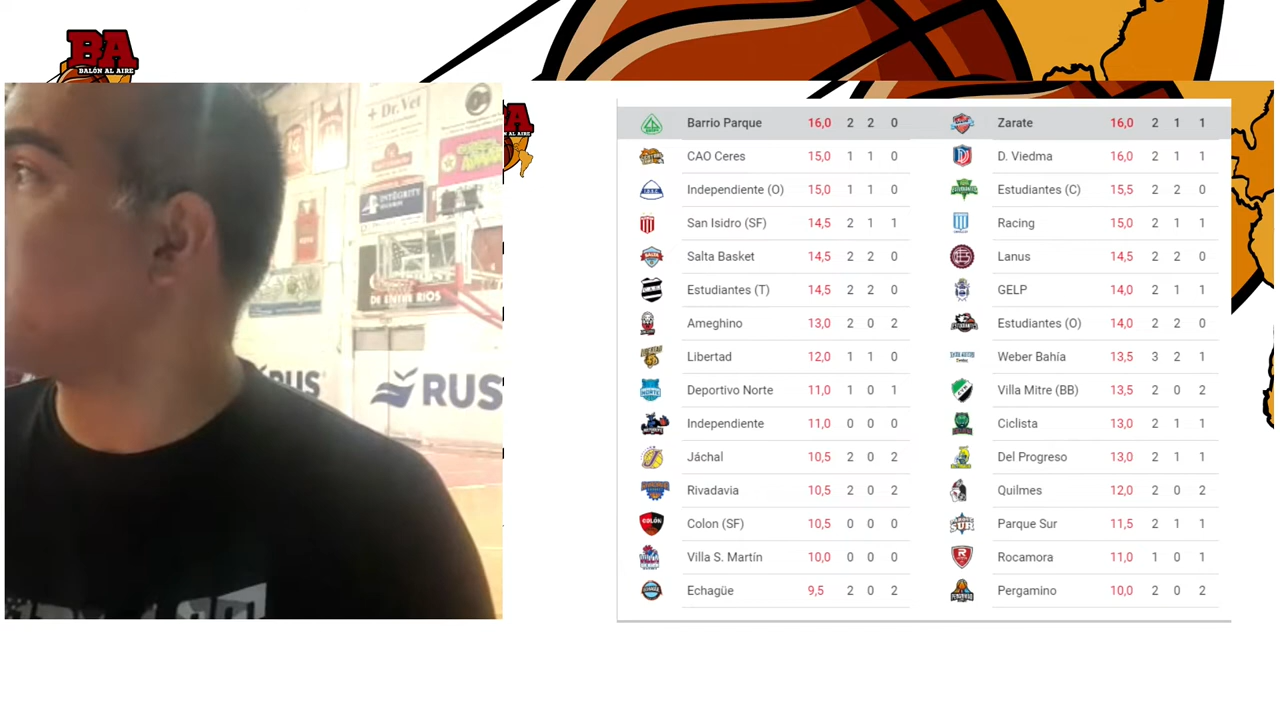 BA
BALÓN AL AIRE
A
AL AIRE
+ Dr. Vet
14
INTEGRITY
DE ENTRE RIOS
RUS
RUS
Barrio Parque 16,0 2 2 0
CAO Ceres 15,0 1 1 0
Independiente (O) 15,0 1 1 0
San Isidro (SF) 14,5 2 1 1
Salta Basket 14,5 2 2 0
Estudiantes (T) 14,5 2 2 0
Ameghino 13,0 2 0 2
Libertad 12,0 1 1 0
Deportivo Norte 11,0 1 0 1
Independiente 11,0 0 0 0
Jáchal 10,5 2 0 2
Rivadavia 10,5 2 0 2
Colon (SF) 10,5 0 0 0
Villa S. Martín 10,0 0 0 0
Echagüe 9,5 2 0 2
Zarate 16,0 2 1 1
D. Viedma 16,0 2 1 1
Estudiantes (C) 15,5 2 2 0
Racing 15,0 2 1 1
Lanus 14,5 2 2 0
GELP 14,0 2 1 1
Estudiantes (O) 14,0 2 2 0
Weber Bahía 13,5 3 2 1
Villa Mitre (BB) 13,5 2 0 2
Ciclista 13,0 2 1 1
Del Progreso 13,0 2 1 1
Quilmes 12,0 2 0 2
Parque Sur 11,5 2 1 1
Rocamora 11,0 1 0 1
Pergamino 10,0 2 0 2